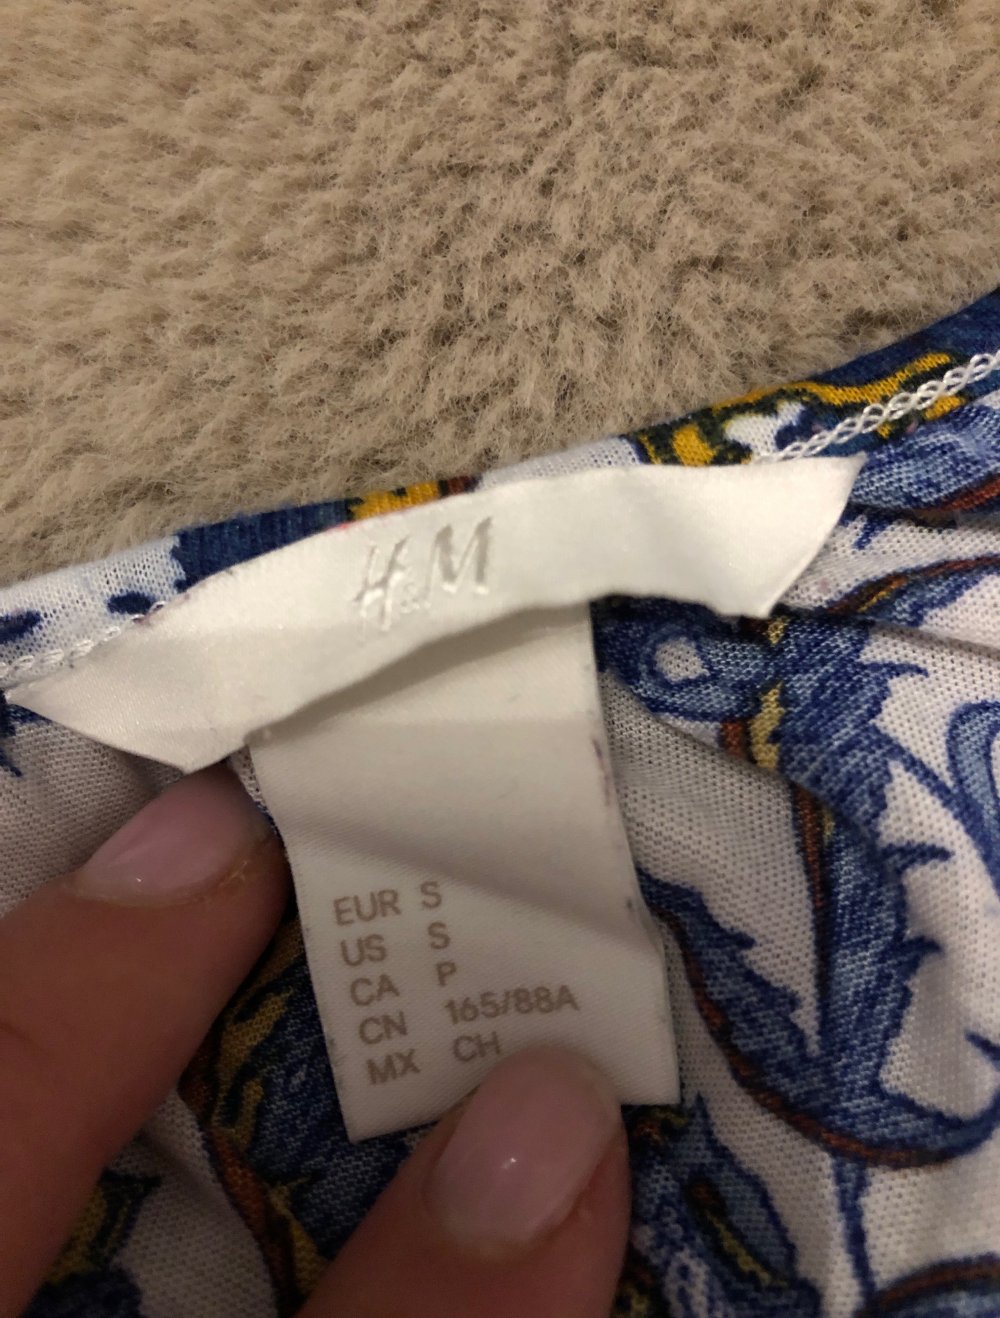 H&M
EUR S
US S
CA P
CN 165/88A
MX CH